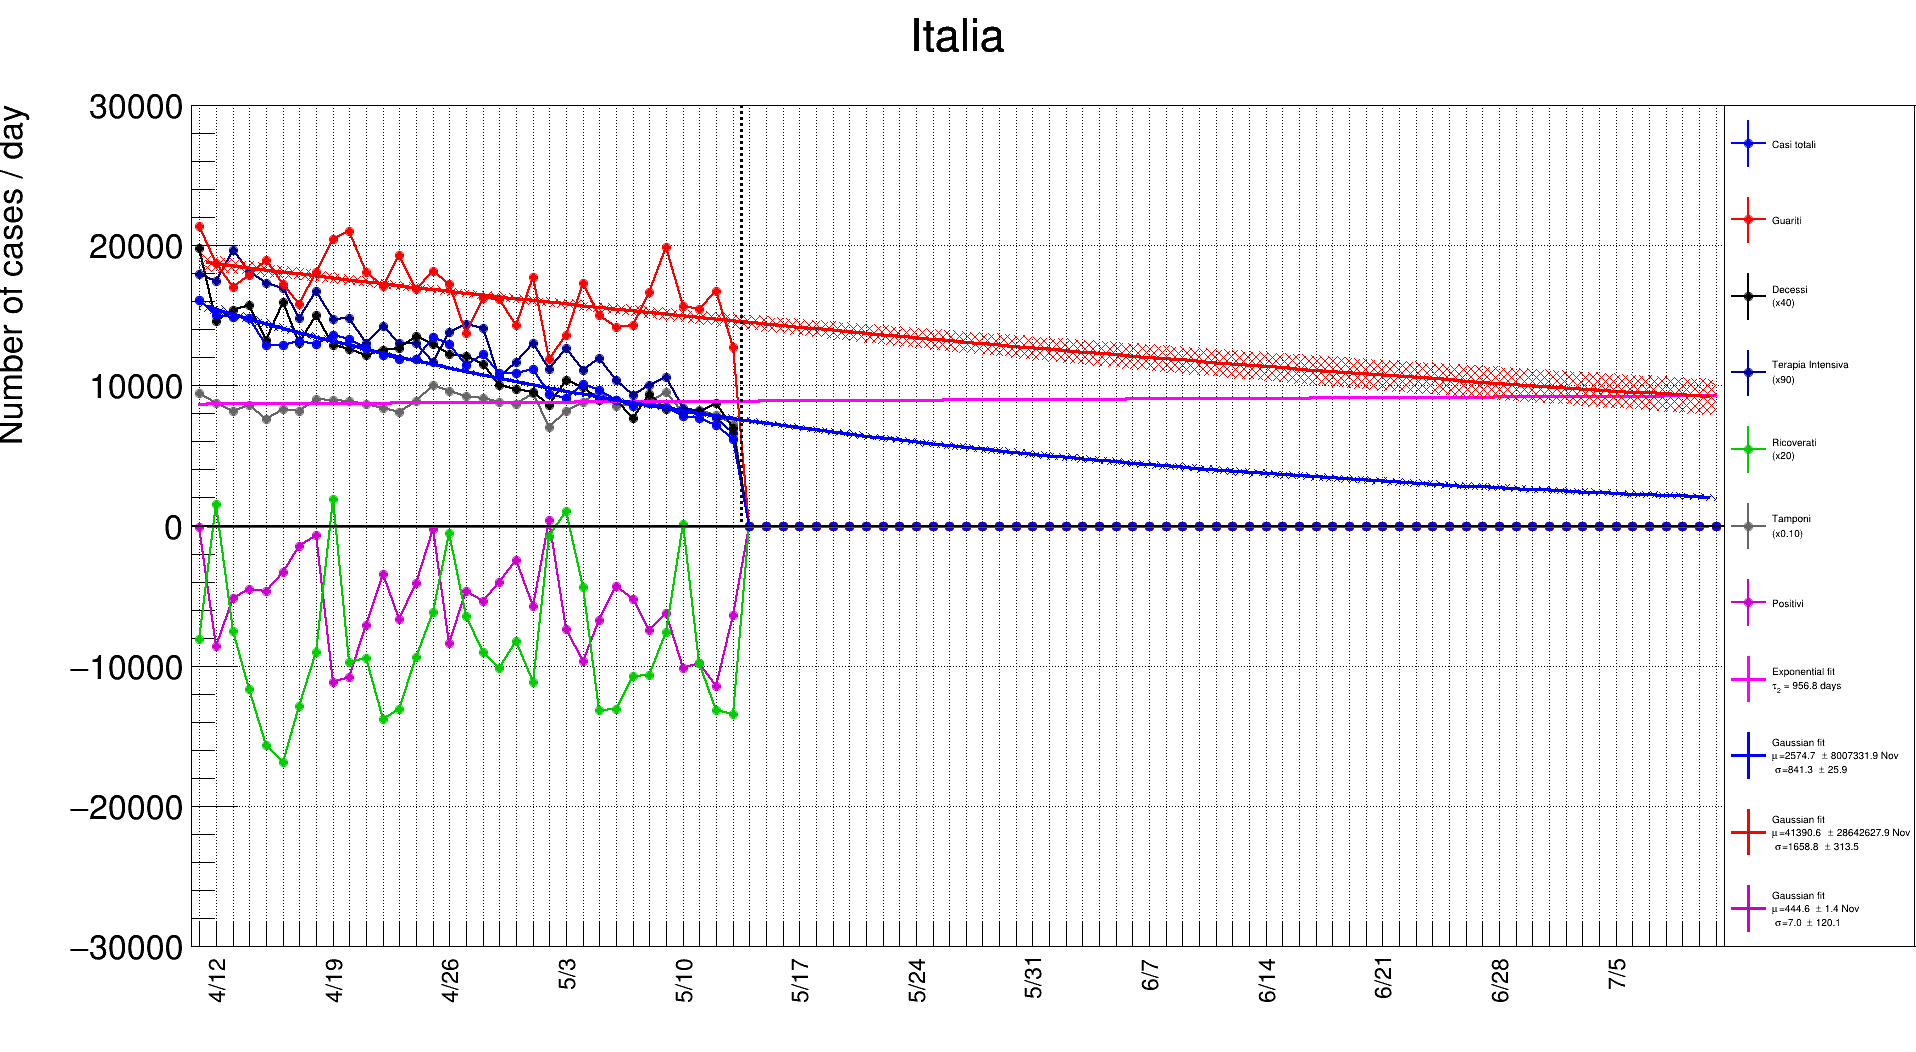 Italia
Number of cases / day
30000
20000
10000
0
−10000
−20000
−30000
4/12
4/19
4/26
5/3
5/10
5/17
5/24
5/31
6/7
6/14
6/21
6/28
7/5
Casi totali
Guariti
Decessi
(x40)
Terapia Intensiva
(x90)
Ricoverati
(x20)
Tamponi
(x0.10)
Positivi
Exponential fit
τ2 = 956.8 days
Gaussian fit
μ=2574.7 ± 8007331.9 Nov
σ=841.3 ± 25.9
Gaussian fit
μ=41390.6 ± 28642627.9 Nov
σ=1658.8 ± 313.5
Gaussian fit
μ=444.6 ± 1.4 Nov
σ=7.0 ± 120.1